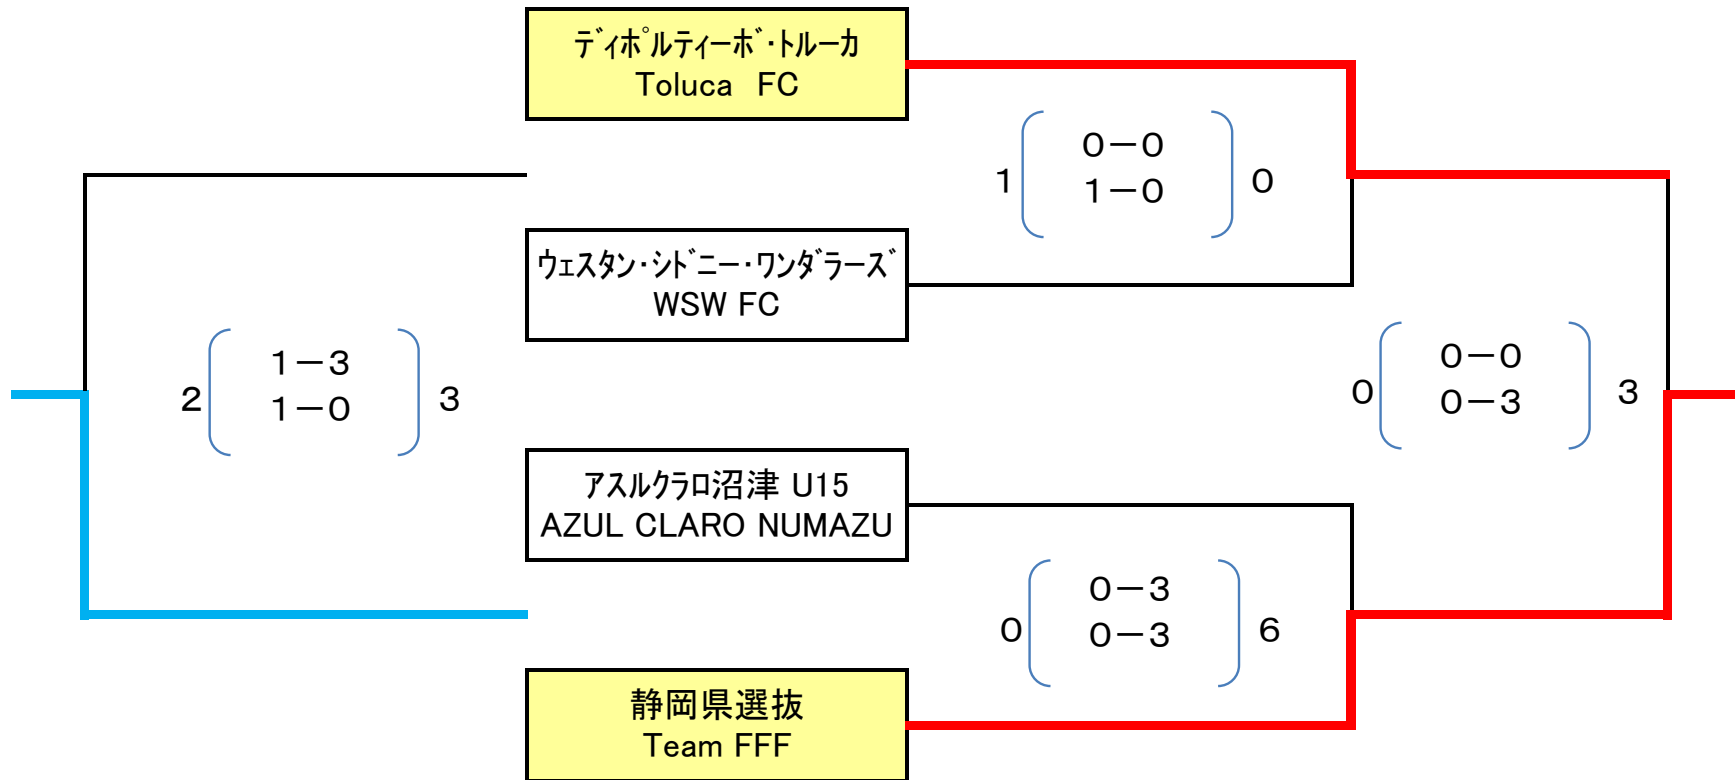 ﾃﾞｨﾎﾟﾙﾃｨｰﾎﾞ･ﾄﾙｰｶ
Toluca　FC
０－０
１　１－０　０
ｳｪｽﾀﾝ･ｼﾄﾞﾆｰ･ﾜﾝﾀﾞﾗｰｽﾞ
WSW FC
１－３
２　１－０　３
０－０
０　０－３　３
ｱｽﾙｸﾗﾛ沼津 U15
AZUL CLARO NUMAZU
０－３
０　０－３　６
静岡県選抜
Team FFF